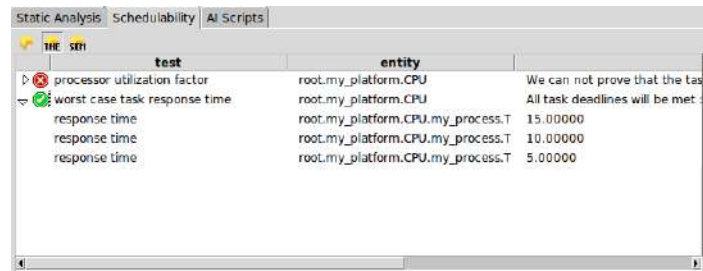 Static Analysis Schedulability AI Scripts
THE SIM
test entity
processor utilization factor root.my_platform.CPU We can not prove that the tas
worst case task response time root.my_platform.CPU All task deadlines will be met :
response time root.my_platform.CPU.my_process.T 15.00000
response time root.my_platform.CPU.my_process.T 10.00000
response time root.my_platform.CPU.my_process.T 5.00000